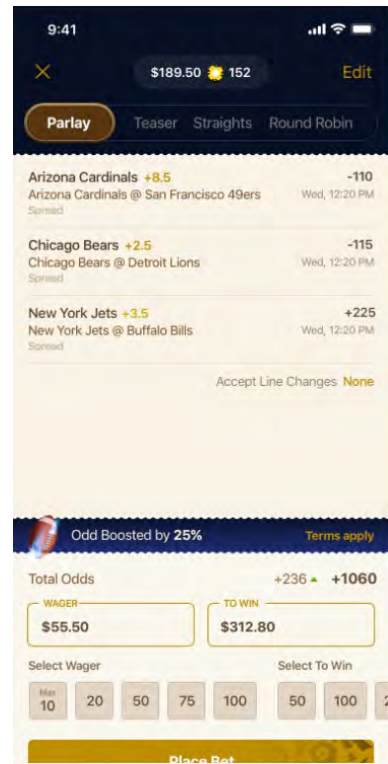 9:41
$189.50 152 Edit
Parlay Teaser Straights Round Robin
Arizona Cardinals +8.5 -110
Arizona Cardinals @ San Francisco 49ers Wed, 12:20 PM
Spread
Chicago Bears +2.5 -115
Chicago Bears @ Detroit Lions Wed, 12:20 PM
Spread
New York Jets +3.5 +225
New York Jets @ Buffalo Bills Wed, 12:20 PM
Spread
Accept Line Changes None
Odd Boosted by 25% Terms apply
Total Odds +236 +1060
WAGER TO WIN
$55.50 $312.80
Select Wager Select To Win
Max
10 20 50 75 100 50 100
Place Bet